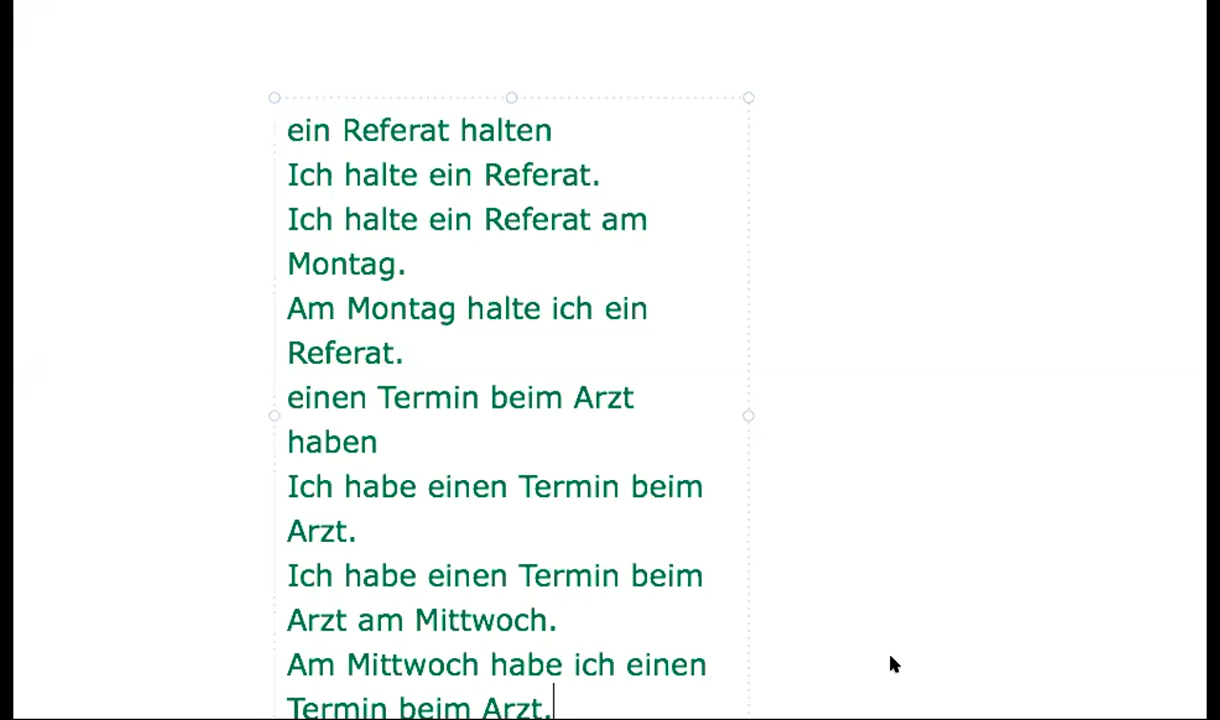 ein Referat halten
Ich halte ein Referat.
Ich halte ein Referat am
Montag.
Am Montag halte ich ein
Referat.
einen Termin beim Arzt
haben
Ich habe einen Termin beim
Arzt.
Ich habe einen Termin beim
Arzt am Mittwoch.
Am Mittwoch habe ich einen
Termin beim Arzt.